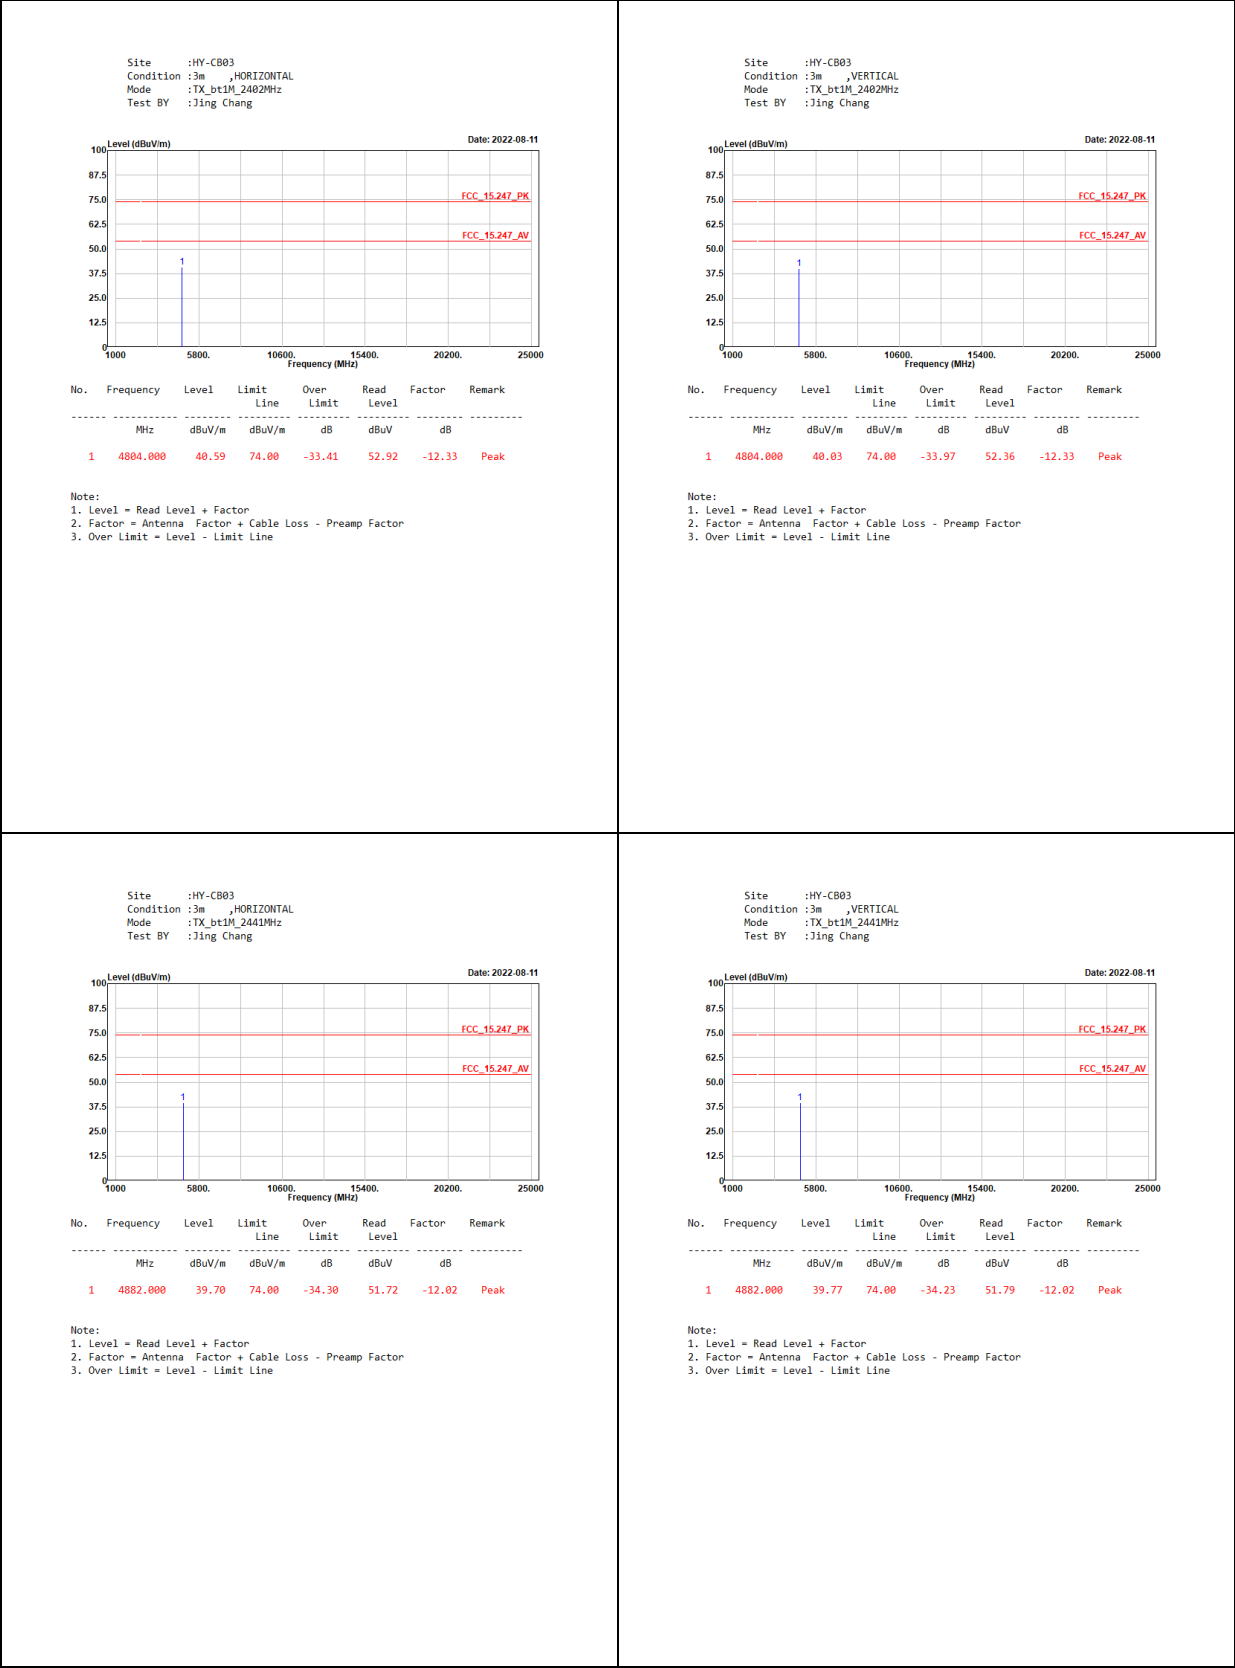 Site      :HY-CB03
Condition :3m    ,HORIZONTAL
Mode      :TX_bt1M_2402MHz
Test BY   :Jing Chang
Level (dBuV/m)
Date: 2022-08-11
100
87.5
75.0
62.5
50.0
37.5
25.0
12.5
0
FCC_15.247_PK
FCC_15.247_AV
1
1000 5800. 10600. 15400. 20200. 25000
Frequency (MHz)
No. Frequency Level Limit Over Read Factor Remark
Line Limit Level
------ ----------- -------- -------- --------- --------- -------- ---------
MHz dBuV/m dBuV/m dB dBuV dB
1 4804.000 40.59 74.00 -33.41 52.92 -12.33 Peak
Note:
1. Level = Read Level + Factor
2. Factor = Antenna  Factor + Cable Loss - Preamp Factor
3. Over Limit = Level - Limit Line
Site      :HY-CB03
Condition :3m    ,VERTICAL
Mode      :TX_bt1M_2402MHz
Test BY   :Jing Chang
Level (dBuV/m)
Date: 2022-08-11
100
87.5
75.0
62.5
50.0
37.5
25.0
12.5
0
FCC_15.247_PK
FCC_15.247_AV
1
1000 5800. 10600. 15400. 20200. 25000
Frequency (MHz)
No. Frequency Level Limit Over Read Factor Remark
Line Limit Level
------ ----------- -------- -------- --------- --------- -------- ---------
MHz dBuV/m dBuV/m dB dBuV dB
1 4804.000 40.03 74.00 -33.97 52.36 -12.33 Peak
Note:
1. Level = Read Level + Factor
2. Factor = Antenna  Factor + Cable Loss - Preamp Factor
3. Over Limit = Level - Limit Line
Site      :HY-CB03
Condition :3m    ,HORIZONTAL
Mode      :TX_bt1M_2441MHz
Test BY   :Jing Chang
Level (dBuV/m)
Date: 2022-08-11
100
87.5
75.0
62.5
50.0
37.5
25.0
12.5
0
FCC_15.247_PK
FCC_15.247_AV
1
1000 5800. 10600. 15400. 20200. 25000
Frequency (MHz)
No. Frequency Level Limit Over Read Factor Remark
Line Limit Level
------ ----------- -------- -------- --------- --------- -------- ---------
MHz dBuV/m dBuV/m dB dBuV dB
1 4882.000 39.70 74.00 -34.30 51.72 -12.02 Peak
Note:
1. Level = Read Level + Factor
2. Factor = Antenna  Factor + Cable Loss - Preamp Factor
3. Over Limit = Level - Limit Line
Site      :HY-CB03
Condition :3m    ,VERTICAL
Mode      :TX_bt1M_2441MHz
Test BY   :Jing Chang
Level (dBuV/m)
Date: 2022-08-11
100
87.5
75.0
62.5
50.0
37.5
25.0
12.5
0
FCC_15.247_PK
FCC_15.247_AV
1
1000 5800. 10600. 15400. 20200. 25000
Frequency (MHz)
No. Frequency Level Limit Over Read Factor Remark
Line Limit Level
------ ----------- -------- -------- --------- --------- -------- ---------
MHz dBuV/m dBuV/m dB dBuV dB
1 4882.000 39.77 74.00 -34.23 51.79 -12.02 Peak
Note:
1. Level = Read Level + Factor
2. Factor = Antenna  Factor + Cable Loss - Preamp Factor
3. Over Limit = Level - Limit Line